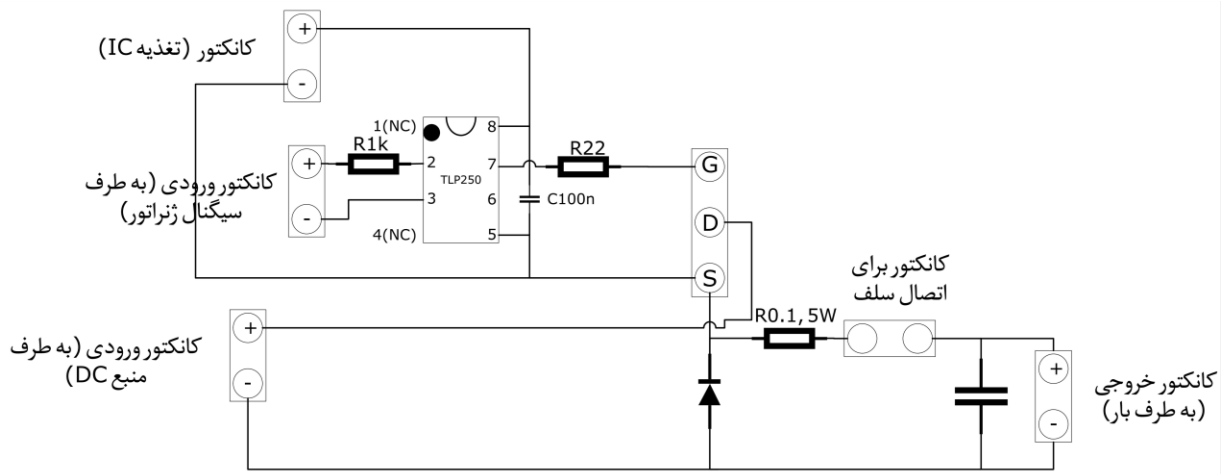 +
کانکتور (تغذیه IC)
-
1(NC)
8
R1k
R22
+
2
7
G
TLP250
کانکتور ورودی (به طرف
سیگنال ژنراتور)
3
6
C100n
-
D
4(NC)
5
S
کانکتور برای
اتصال سلف
R0.1, 5W
+
کانکتور ورودی (به طرف
منبع DC)
-
+
کانکتور خروجی
(به طرف بار)
-